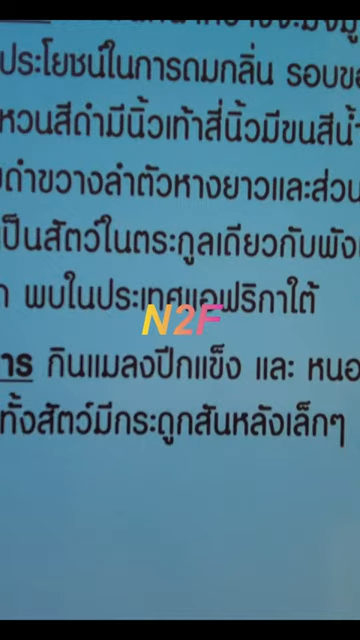 ประโยชน์ในการดมกลิ่น รอบ
หวนสีดำมีนิ้วเท้าสี่นิ้วมีขนสี
ดำขวางลำตัวหางยาวและส่วน
เป็นสัตว์ในตระกูลเดียวกับ
พบในประเทศแอฟริกาใต้
N2F
าร กินแมลงปีกแข็ง และ หนอ
ทั้งสัตว์มีกระดูกสันหลังเล็กๆ